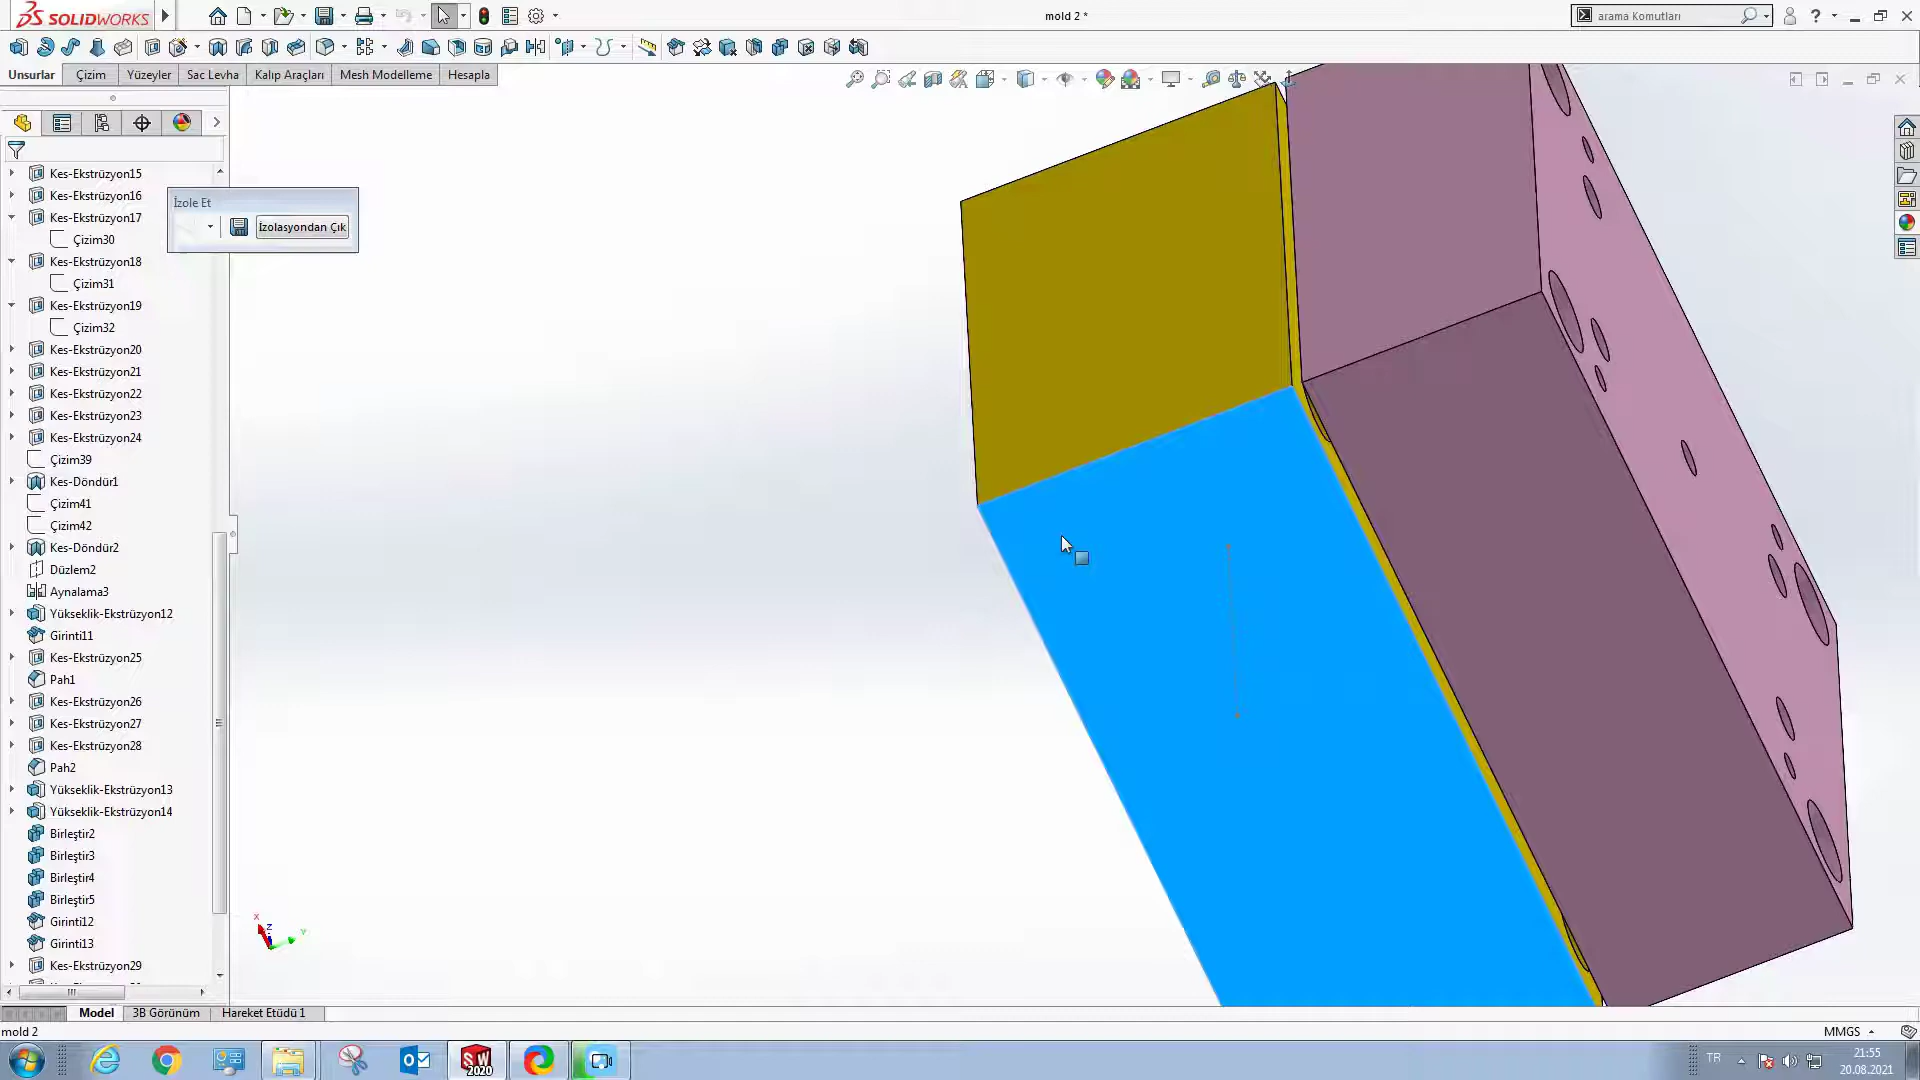 SOLIDWORKS
mold 2 *
arama Komutları
Unsurlar
Çizim
Yüzeyler
Sac Levha
Kalıp Araçları
Mesh Modelleme
Hesapla
Kes-Ekstrüzyon15
Kes-Ekstrüzyon16
Kes-Ekstrüzyon17
Çizim30
Kes-Ekstrüzyon18
Çizim31
Kes-Ekstrüzyon19
Çizim32
Kes-Ekstrüzyon20
Kes-Ekstrüzyon21
Kes-Ekstrüzyon22
Kes-Ekstrüzyon23
Kes-Ekstrüzyon24
Çizim39
Kes-Döndür1
Çizim41
Çizim42
Kes-Döndür2
Düzlem2
Aynalama3
Yükseklik-Ekstrüzyon12
Girinti11
Kes-Ekstrüzyon25
Pah1
Kes-Ekstrüzyon26
Kes-Ekstrüzyon27
Kes-Ekstrüzyon28
Pah2
Yükseklik-Ekstrüzyon13
Yükseklik-Ekstrüzyon14
Birleştir2
Birleştir3
Birleştir4
Birleştir5
Girinti12
Girinti13
Kes-Ekstrüzyon29
İzole Et
İzolasyondan Çık
X
Z
Y
Model
3B Görünüm
Hareket Etüdü 1
mold 2
MMGS
SW
2020
TR
21:55
20.08.2021